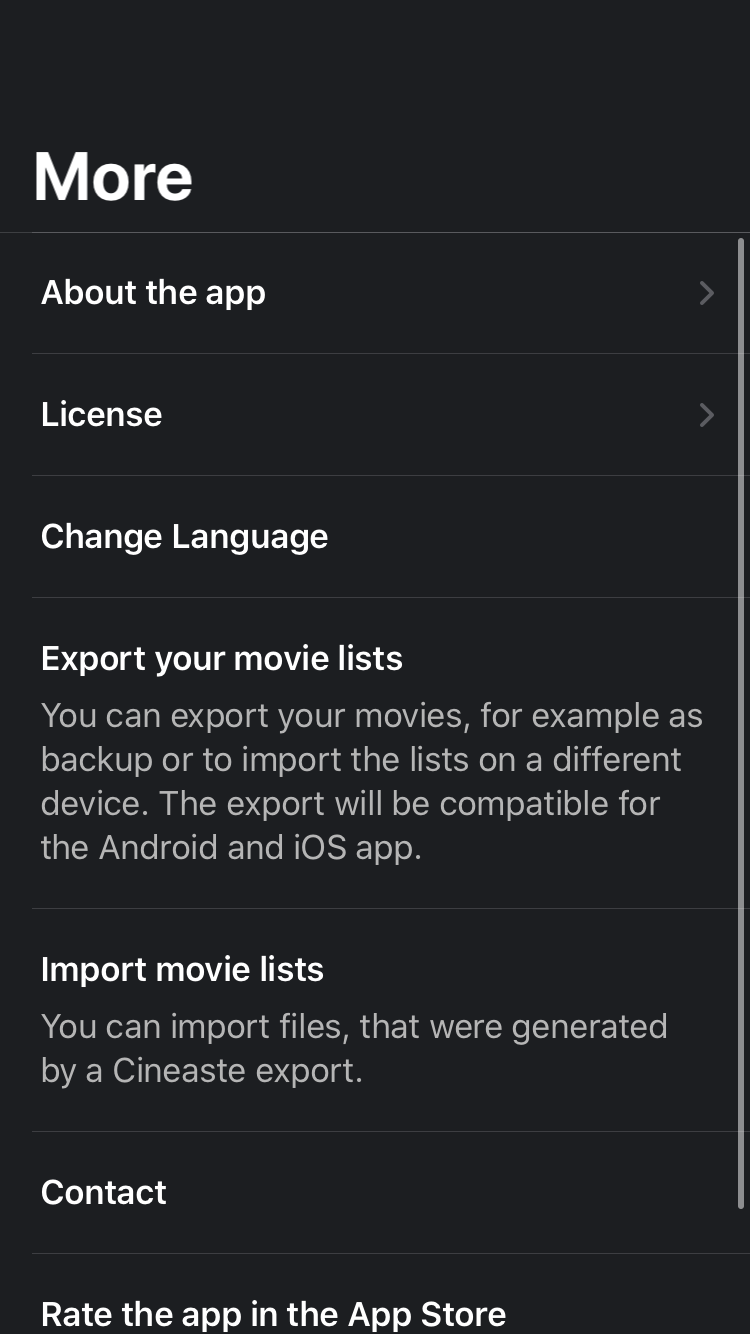 More
About the app
License
Change Language
Export your movie lists
You can export your movies, for example as
backup or to import the lists on a different
device. The export will be compatible for
the Android and iOS app.
Import movie lists
You can import files, that were generated
by a Cineaste export.
Contact
Rate the app in the App Store